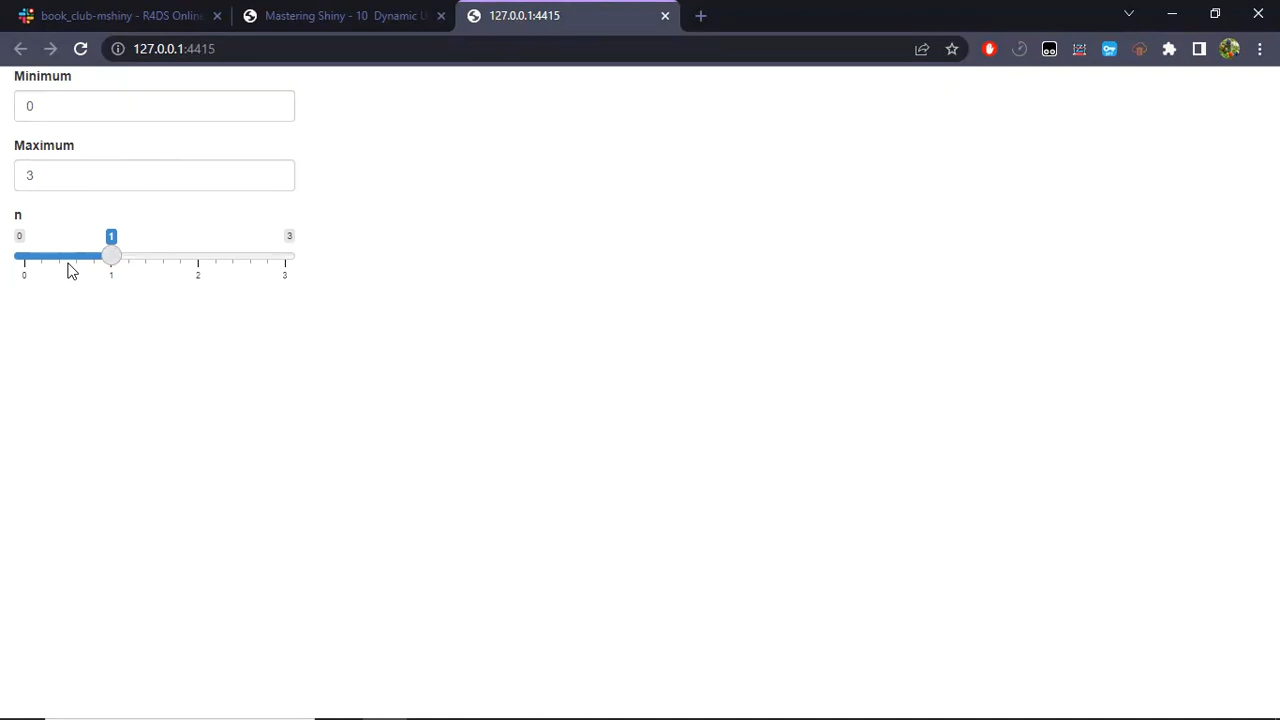 book_club-mshiny - R4DS Online
Mastering Shiny - 10 Dynamic U
127.0.0.1:4415
127.0.0.1:4415
Minimum
0
Maximum
3
n
0 1 3
0 1 2 3